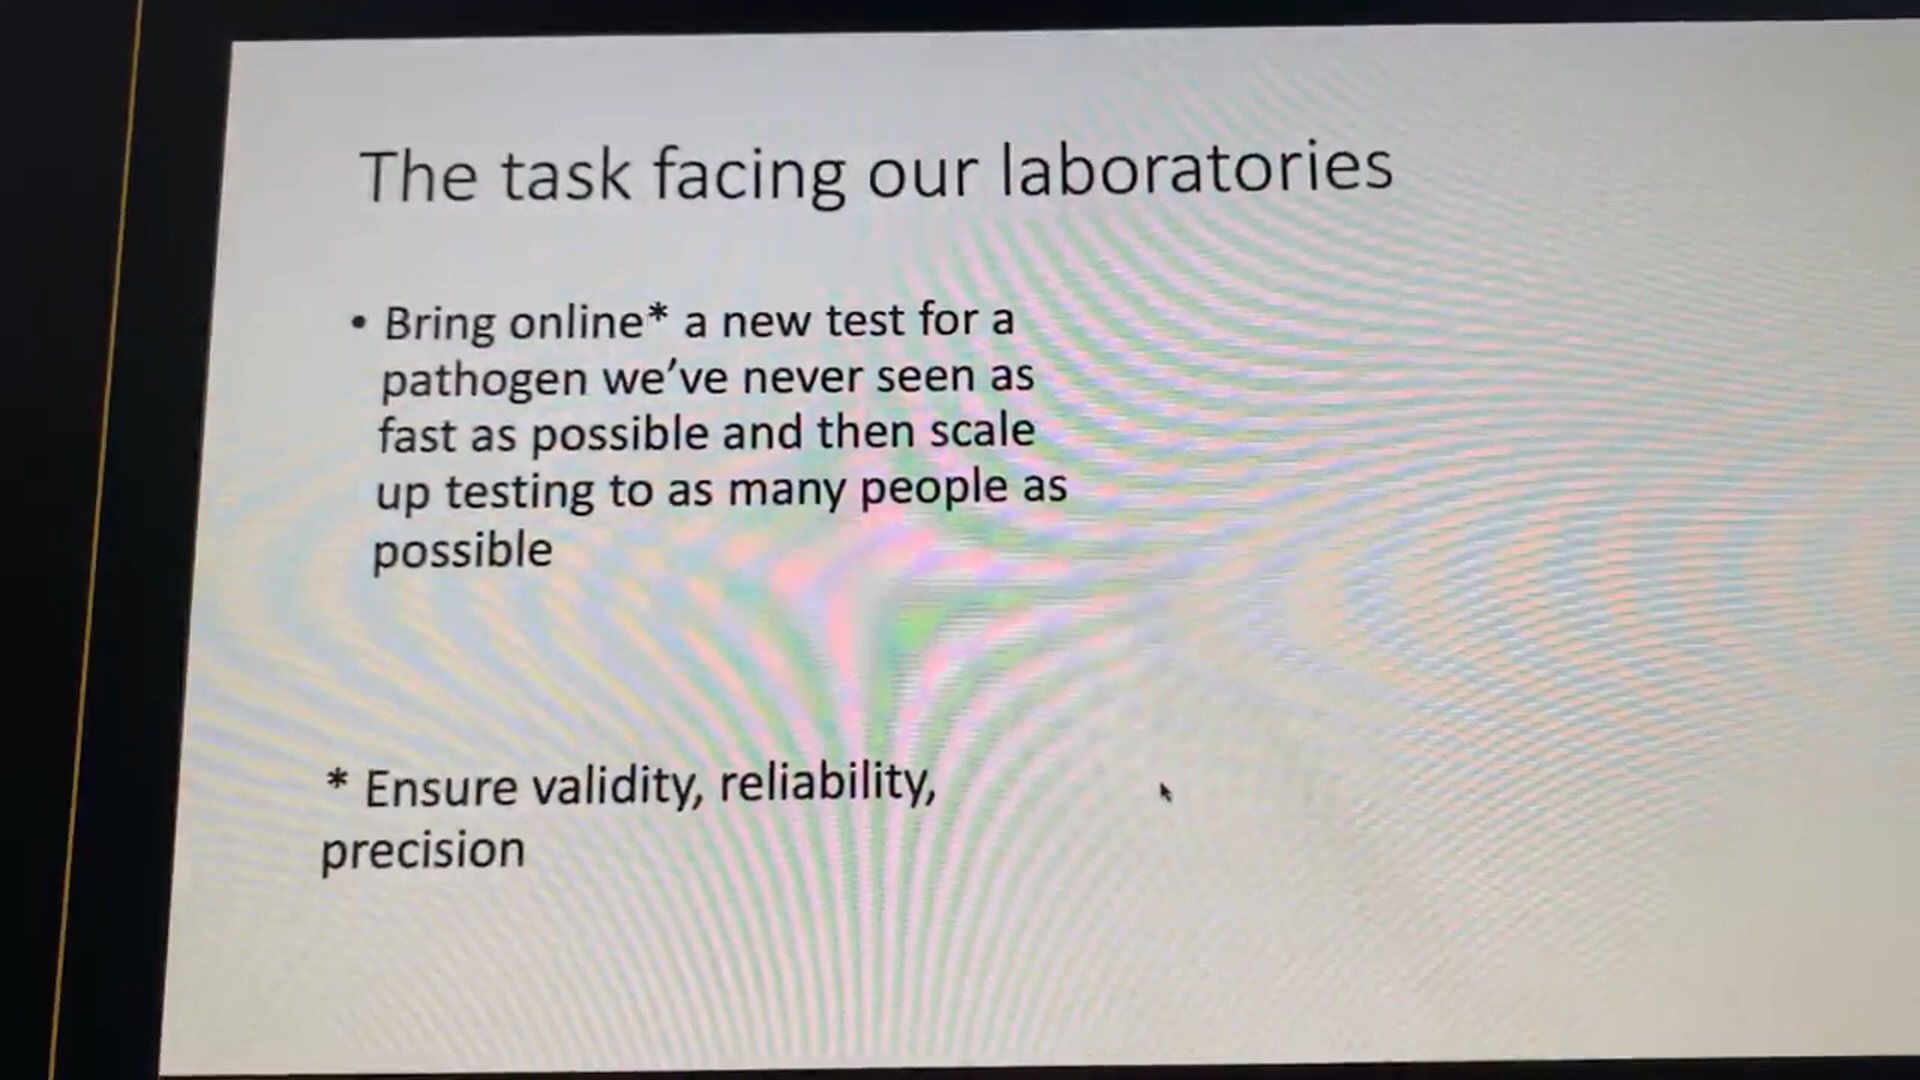 The task facing our laboratories
• Bring online* a new test for a
pathogen we've never seen as
fast as possible and then scale
up testing to as many people as
possible
* Ensure validity, reliability,
precision